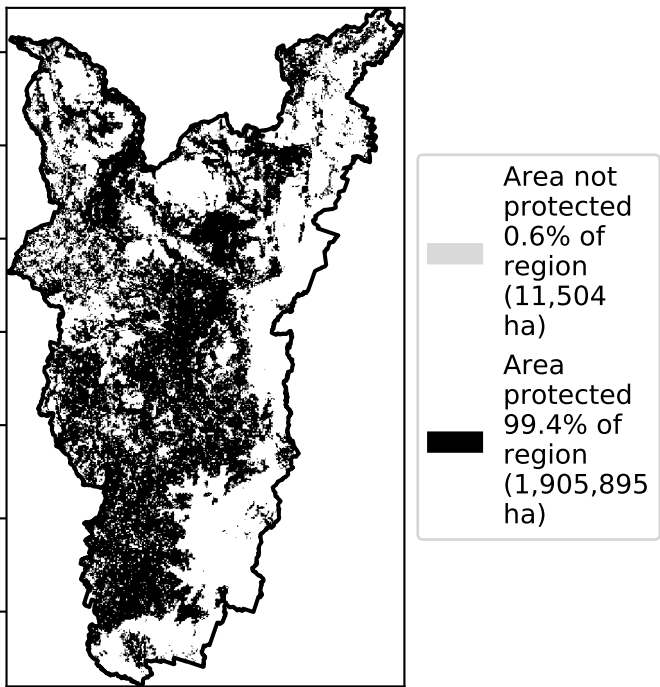 Area not
protected
0.6% of
region
(11,504
ha)
Area
protected
99.4% of
region
(1,905,895
ha)